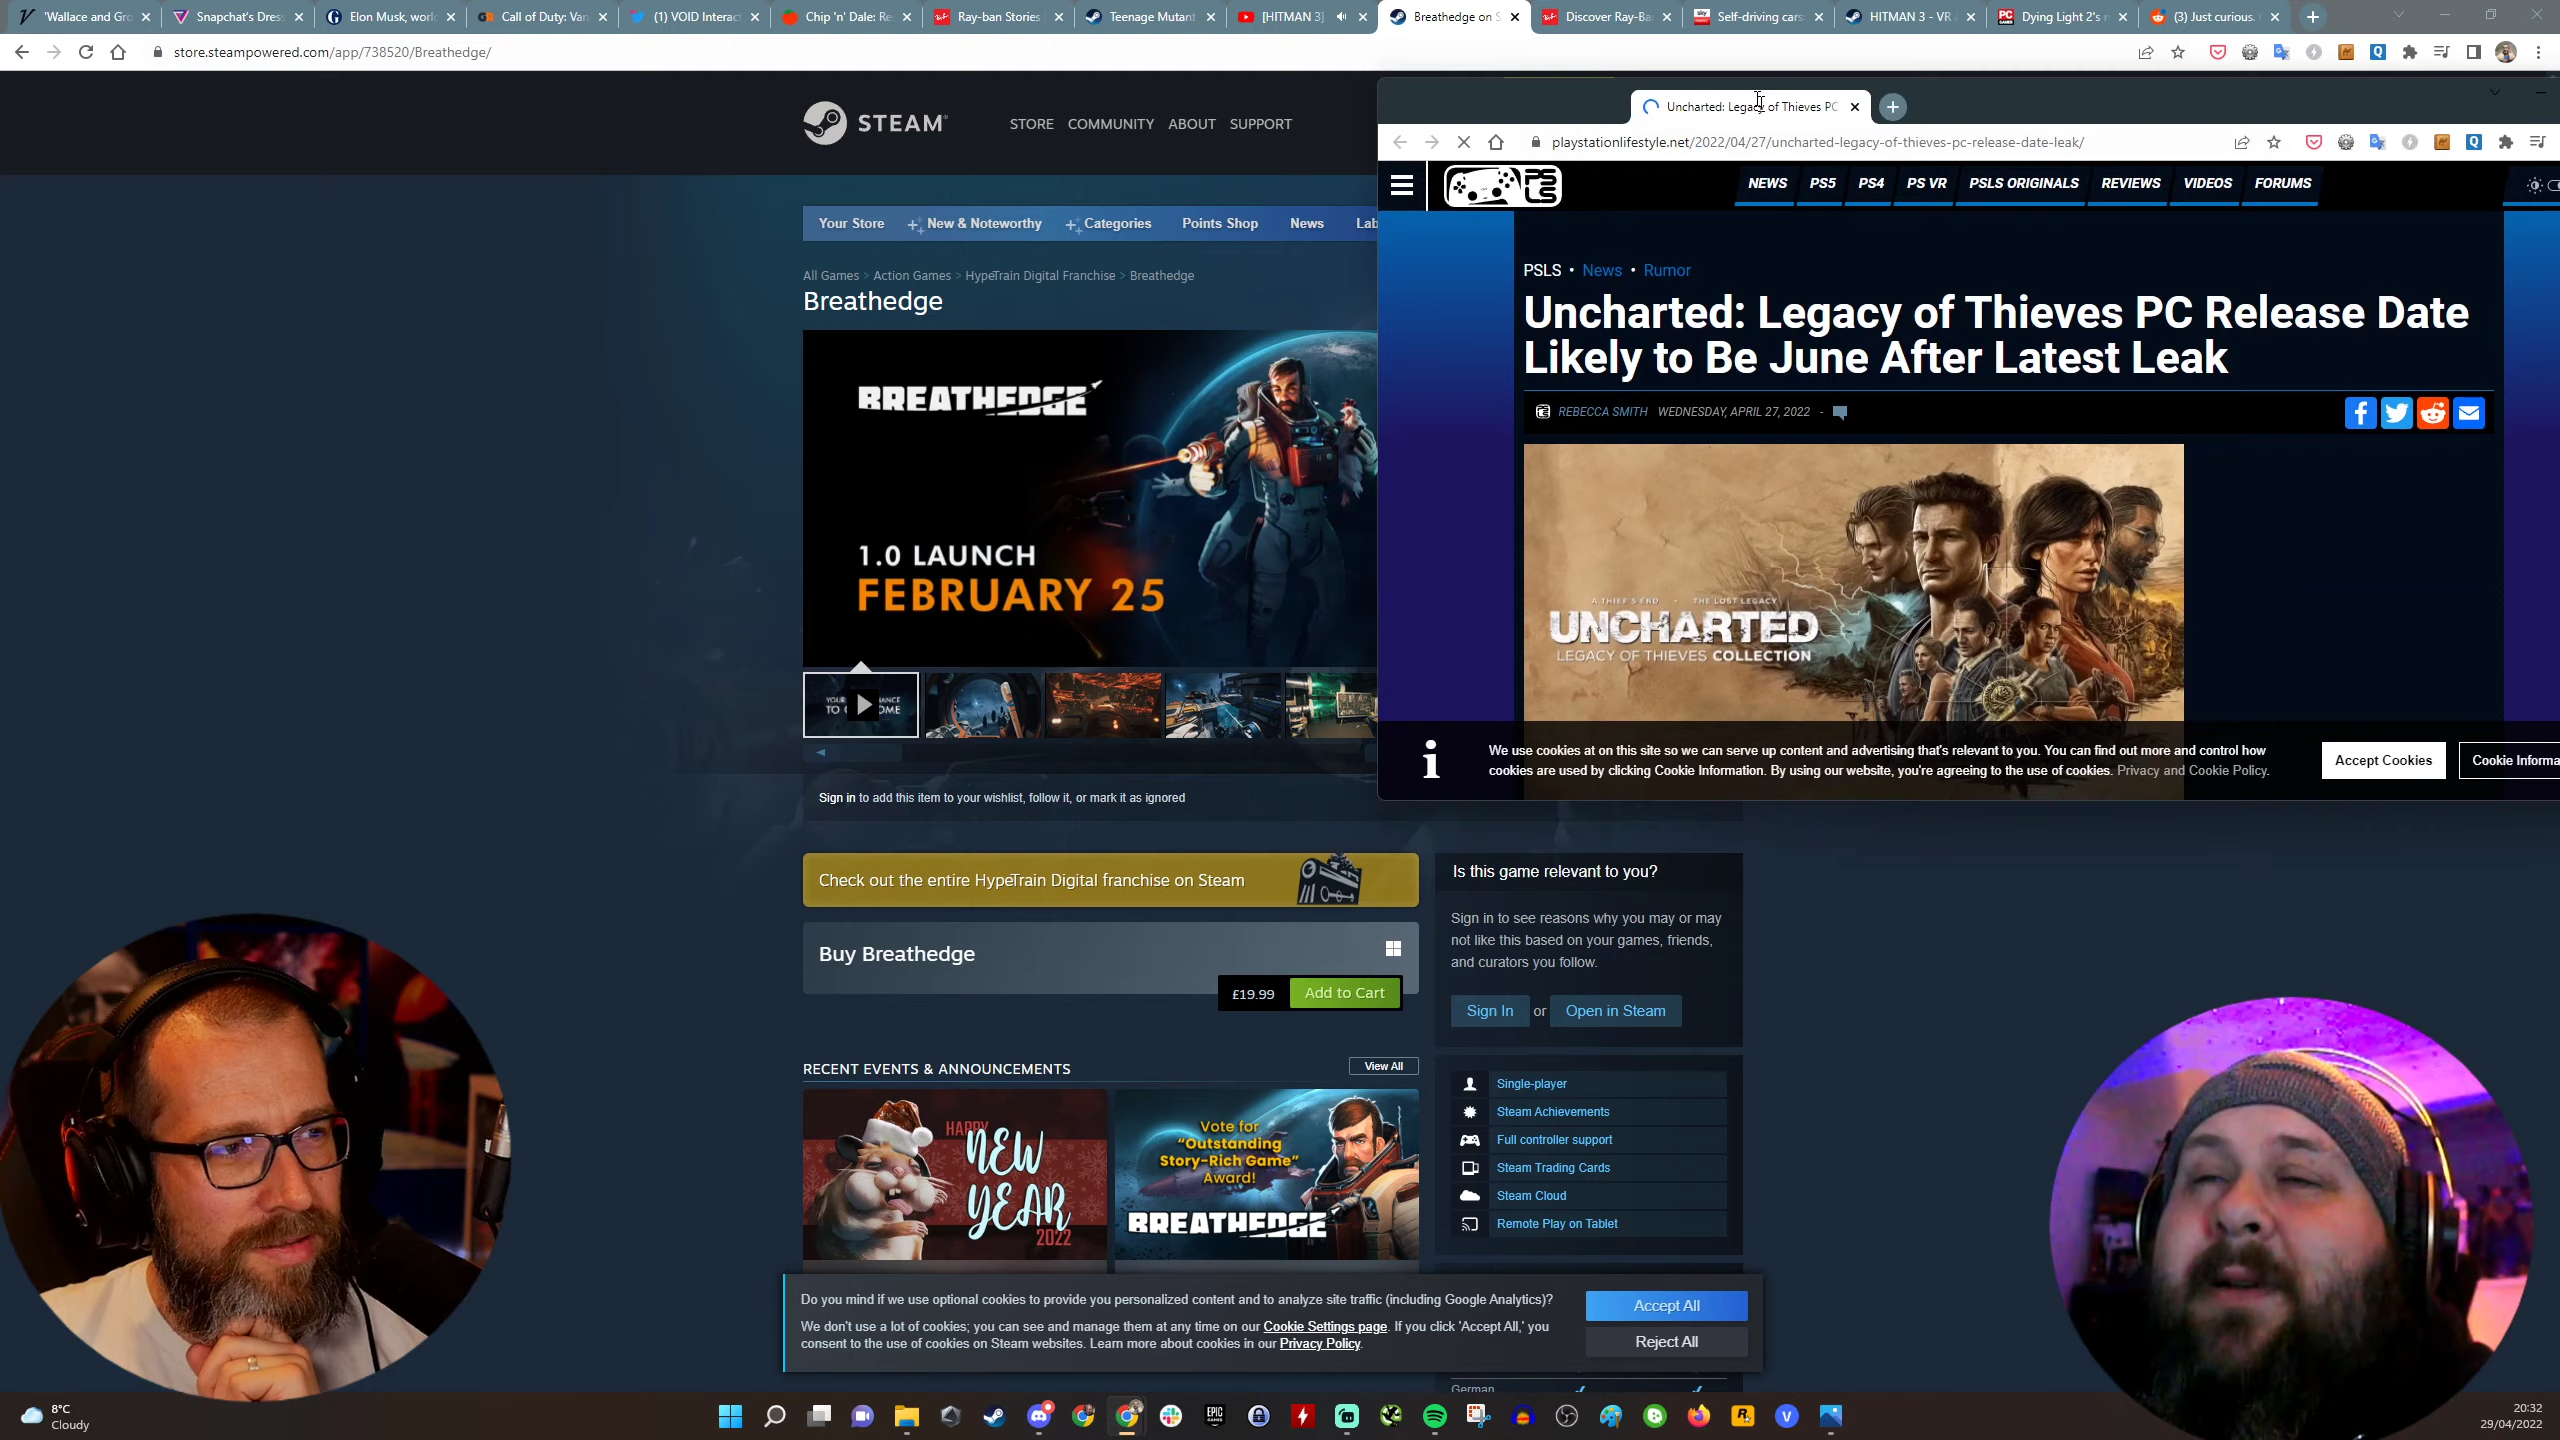 'Wallace and Gro
Snapchat's Dress
Elon Musk, worl
Call of Duty: Van
(1) VOID Interact
Chip 'n' Dale: Re
Ray-ban Stories
Teenage Mutant
[HITMAN 3]
Breathedge on S
Discover Ray-Ba
Self-driving cars
HITMAN 3 - VR
Dying Light 2's
(3) Just curious.
store.steampowered.com/app/738520/Breathedge/
STEAM
STORE COMMUNITY ABOUT SUPPORT
Your Store New & Noteworthy Categories Points Shop News Lab
All Games > Action Games > HypeTrain Digital Franchise > Breathedge
Breathedge
BREATHEDGE
1.0 LAUNCH
FEBRUARY 25
Sign in to add this item to your wishlist, follow it, or mark it as ignored
Check out the entire HypeTrain Digital franchise on Steam
Buy Breathedge
£19.99 Add to Cart
RECENT EVENTS & ANNOUNCEMENTS View All
HAPPY
NEW
YEAR
2022
Vote for
"Outstanding
Story-Rich Game"
Award!
BREATHEDGE
Is this game relevant to you?
Sign in to see reasons why you may or may
not like this based on your games, friends,
and curators you follow.
Sign In or Open in Steam
Single-player
Steam Achievements
Full controller support
Steam Trading Cards
Steam Cloud
Remote Play on Tablet
German
Do you mind if we use optional cookies to provide you personalized content and to analyze site traffic (including Google Analytics)?
We don't use a lot of cookies; you can see and manage them at any time on our Cookie Settings page. If you click 'Accept All,' you
consent to the use of cookies on Steam websites. Learn more about cookies in our Privacy Policy.
Accept All
Reject All
Uncharted: Legacy of Thieves PC
playstationlifestyle.net/2022/04/27/uncharted-legacy-of-thieves-pc-release-date-leak/
PSLS
NEWS PS5 PS4 PS VR PSLS ORIGINALS REVIEWS VIDEOS FORUMS
PSLS • News • Rumor
Uncharted: Legacy of Thieves PC Release Date
Likely to Be June After Latest Leak
REBECCA SMITH WEDNESDAY, APRIL 27, 2022 -
A THIEF'S END • THE LOST LEGACY
UNCHARTED
LEGACY OF THIEVES COLLECTION
We use cookies at on this site so we can serve up content and advertising that's relevant to you. You can find out more and control how
cookies are used by clicking Cookie Information. By using our website, you're agreeing to the use of cookies. Privacy and Cookie Policy.
Accept Cookies
Cookie Informa
8°C
Cloudy
20:32
29/04/2022